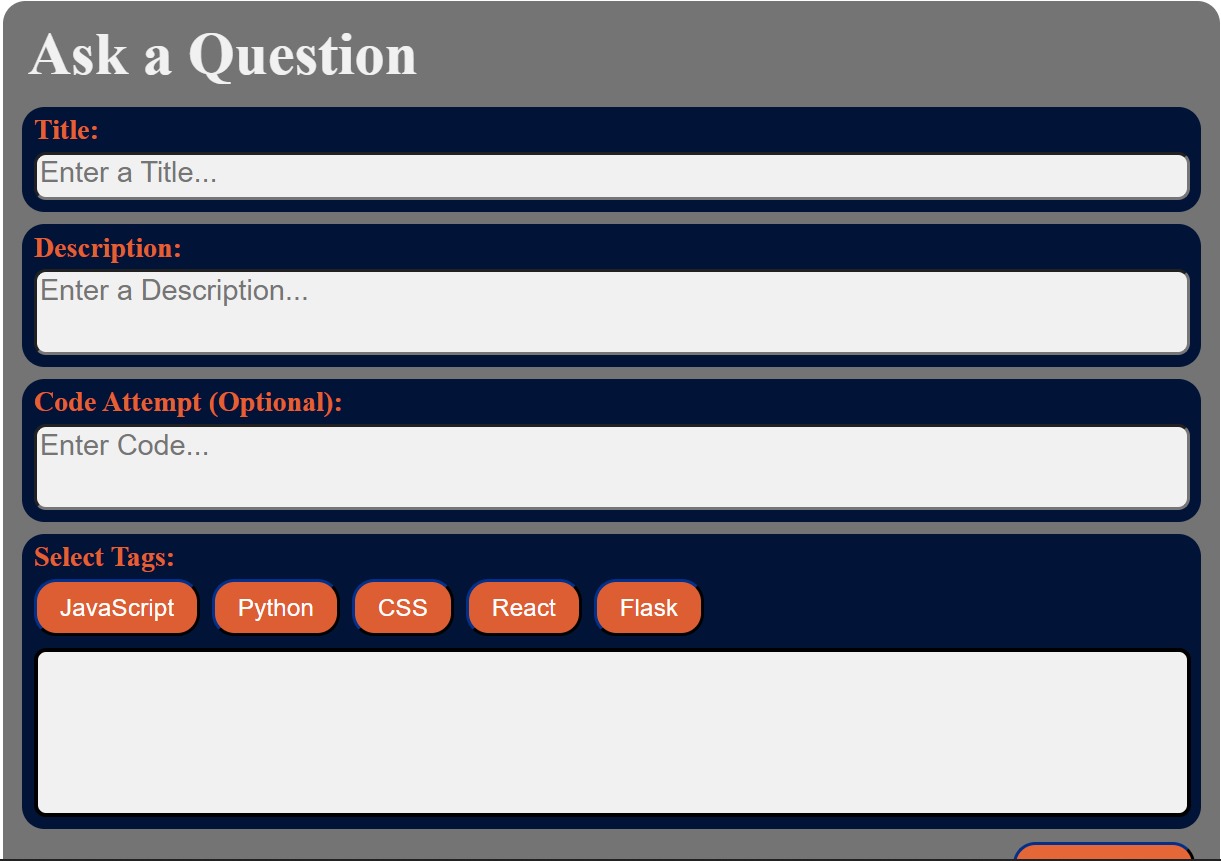 Ask a Question
Title:
Enter a Title...
Description:
Enter a Description...
Code Attempt (Optional):
Enter Code...
Select Tags:
JavaScript Python CSS React Flask